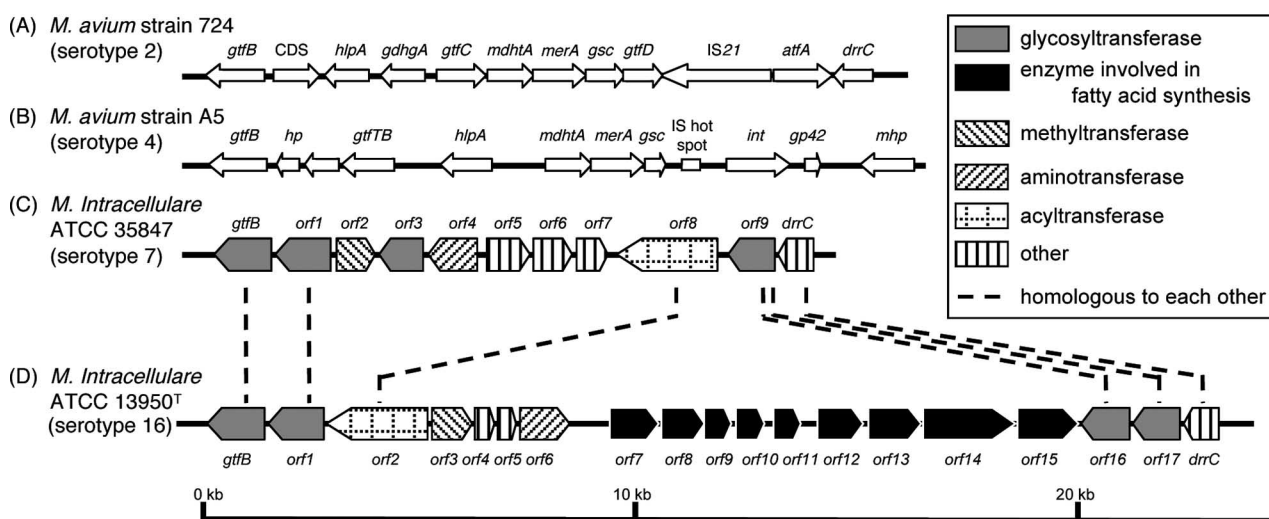 (A) M. avium strain 724
(serotype 2)
gtfB CDS hlpA gdhgA gtfC mdhtA merA gsc gtfD IS21 atfA drrC
(B) M. avium strain A5
(serotype 4)
gtfB hp gtfTB hlpA mdhtA merA gsc IS hot spot int gp42 mhp
(C) M. Intracellulare
ATCC 35847
(serotype 7)
gtfB orf1 orf2 orf3 orf4 orf5 orf6 orf7 orf8 orf9 drrC
(D) M. Intracellulare
ATCC 13950ᵀ
(serotype 16)
gtfB orf1 orf2 orf3 orf4 orf5 orf6 orf7 orf8 orf9 orf10 orf11 orf12 orf13 orf14 orf15 orf16 orf17 drrC
0 kb 10 kb 20 kb
glycosyltransferase
enzyme involved in
fatty acid synthesis
methyltransferase
aminotransferase
acyltransferase
other
homologous to each other